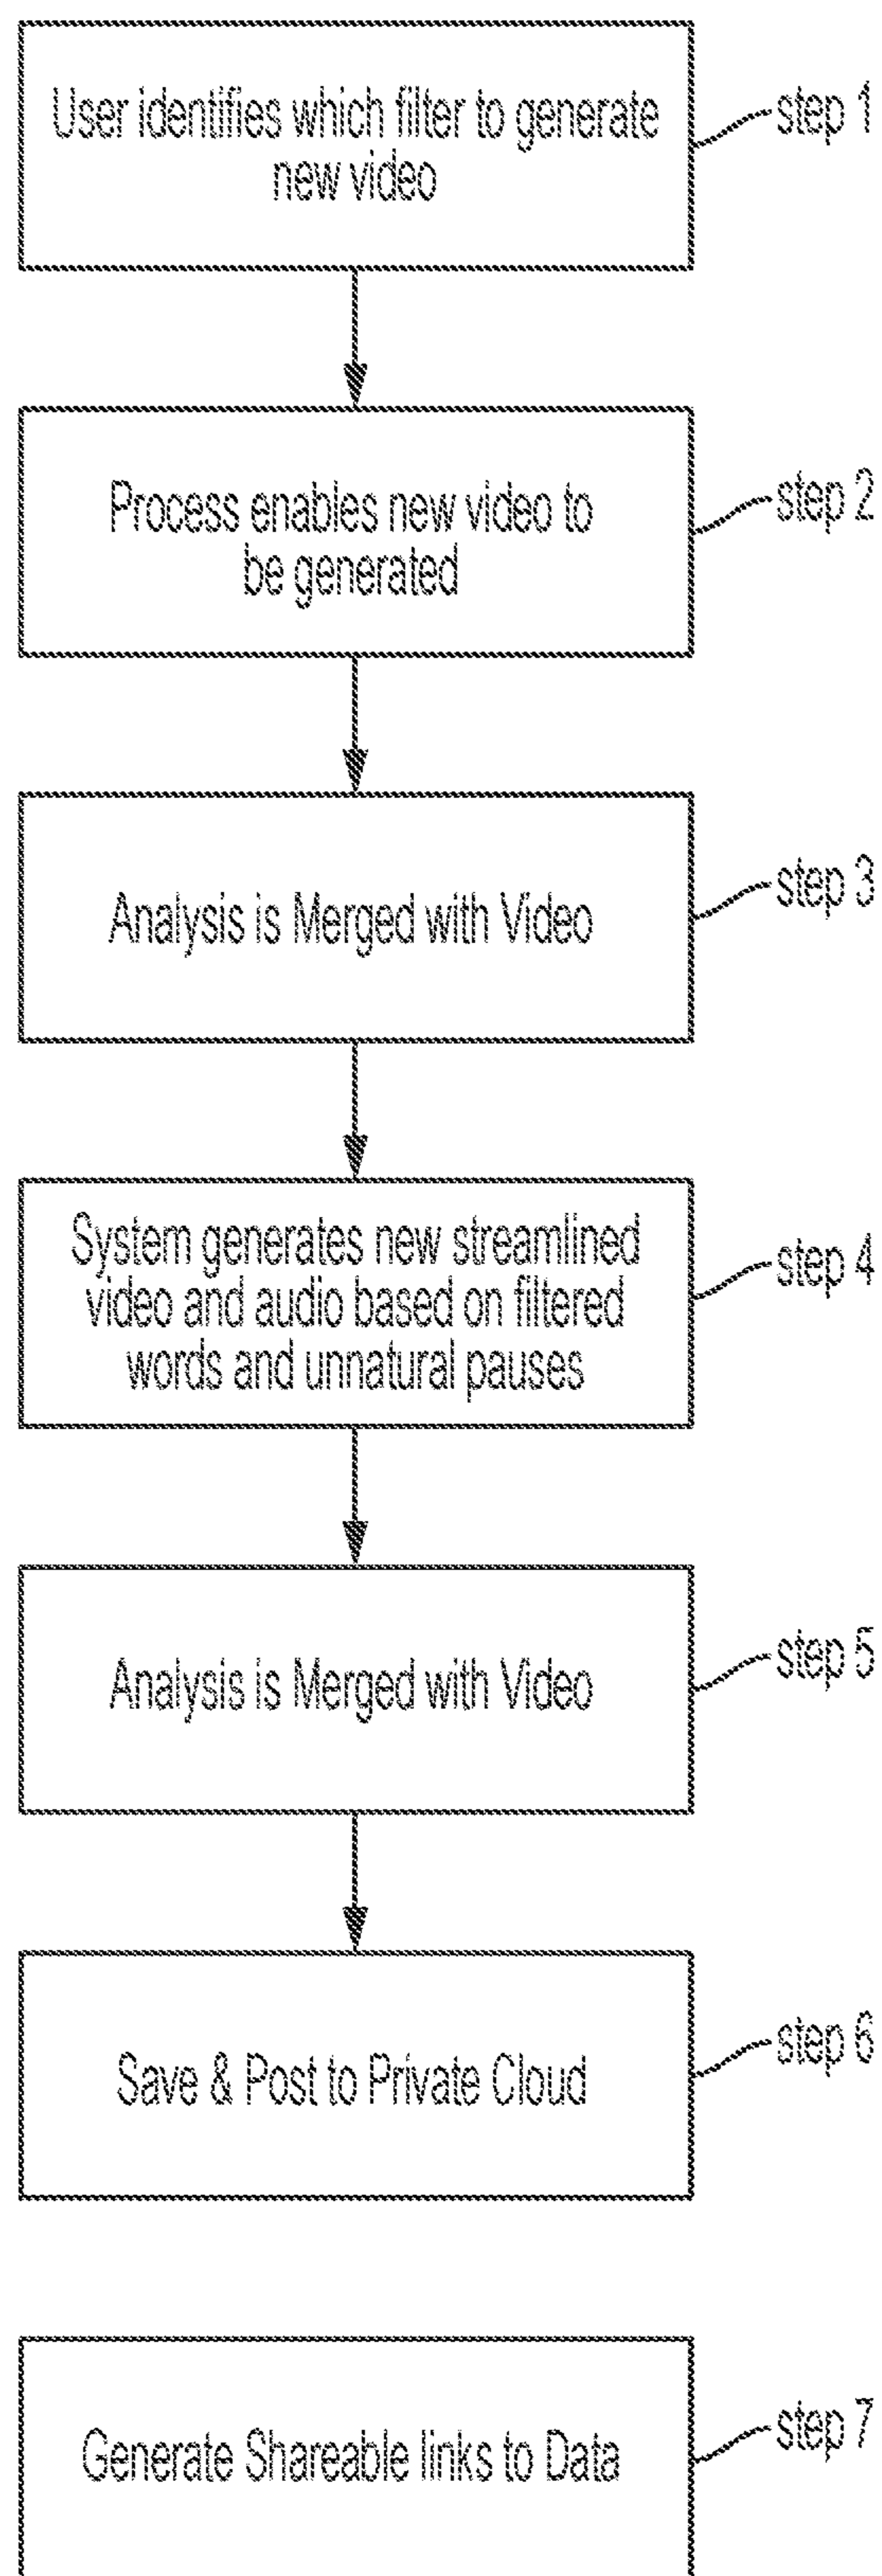 User identifies which filter to generate
new video
step 1
Process enables new video to
be generated
step 2
Analysis is Merged with Video
step 3
System generates new streamlined
video and audio based on filtered
words and unnatural pauses
step 4
Analysis is Merged with Video
step 5
Save & Post to Private Cloud
step 6
Generate Shareable links to Data
step 7